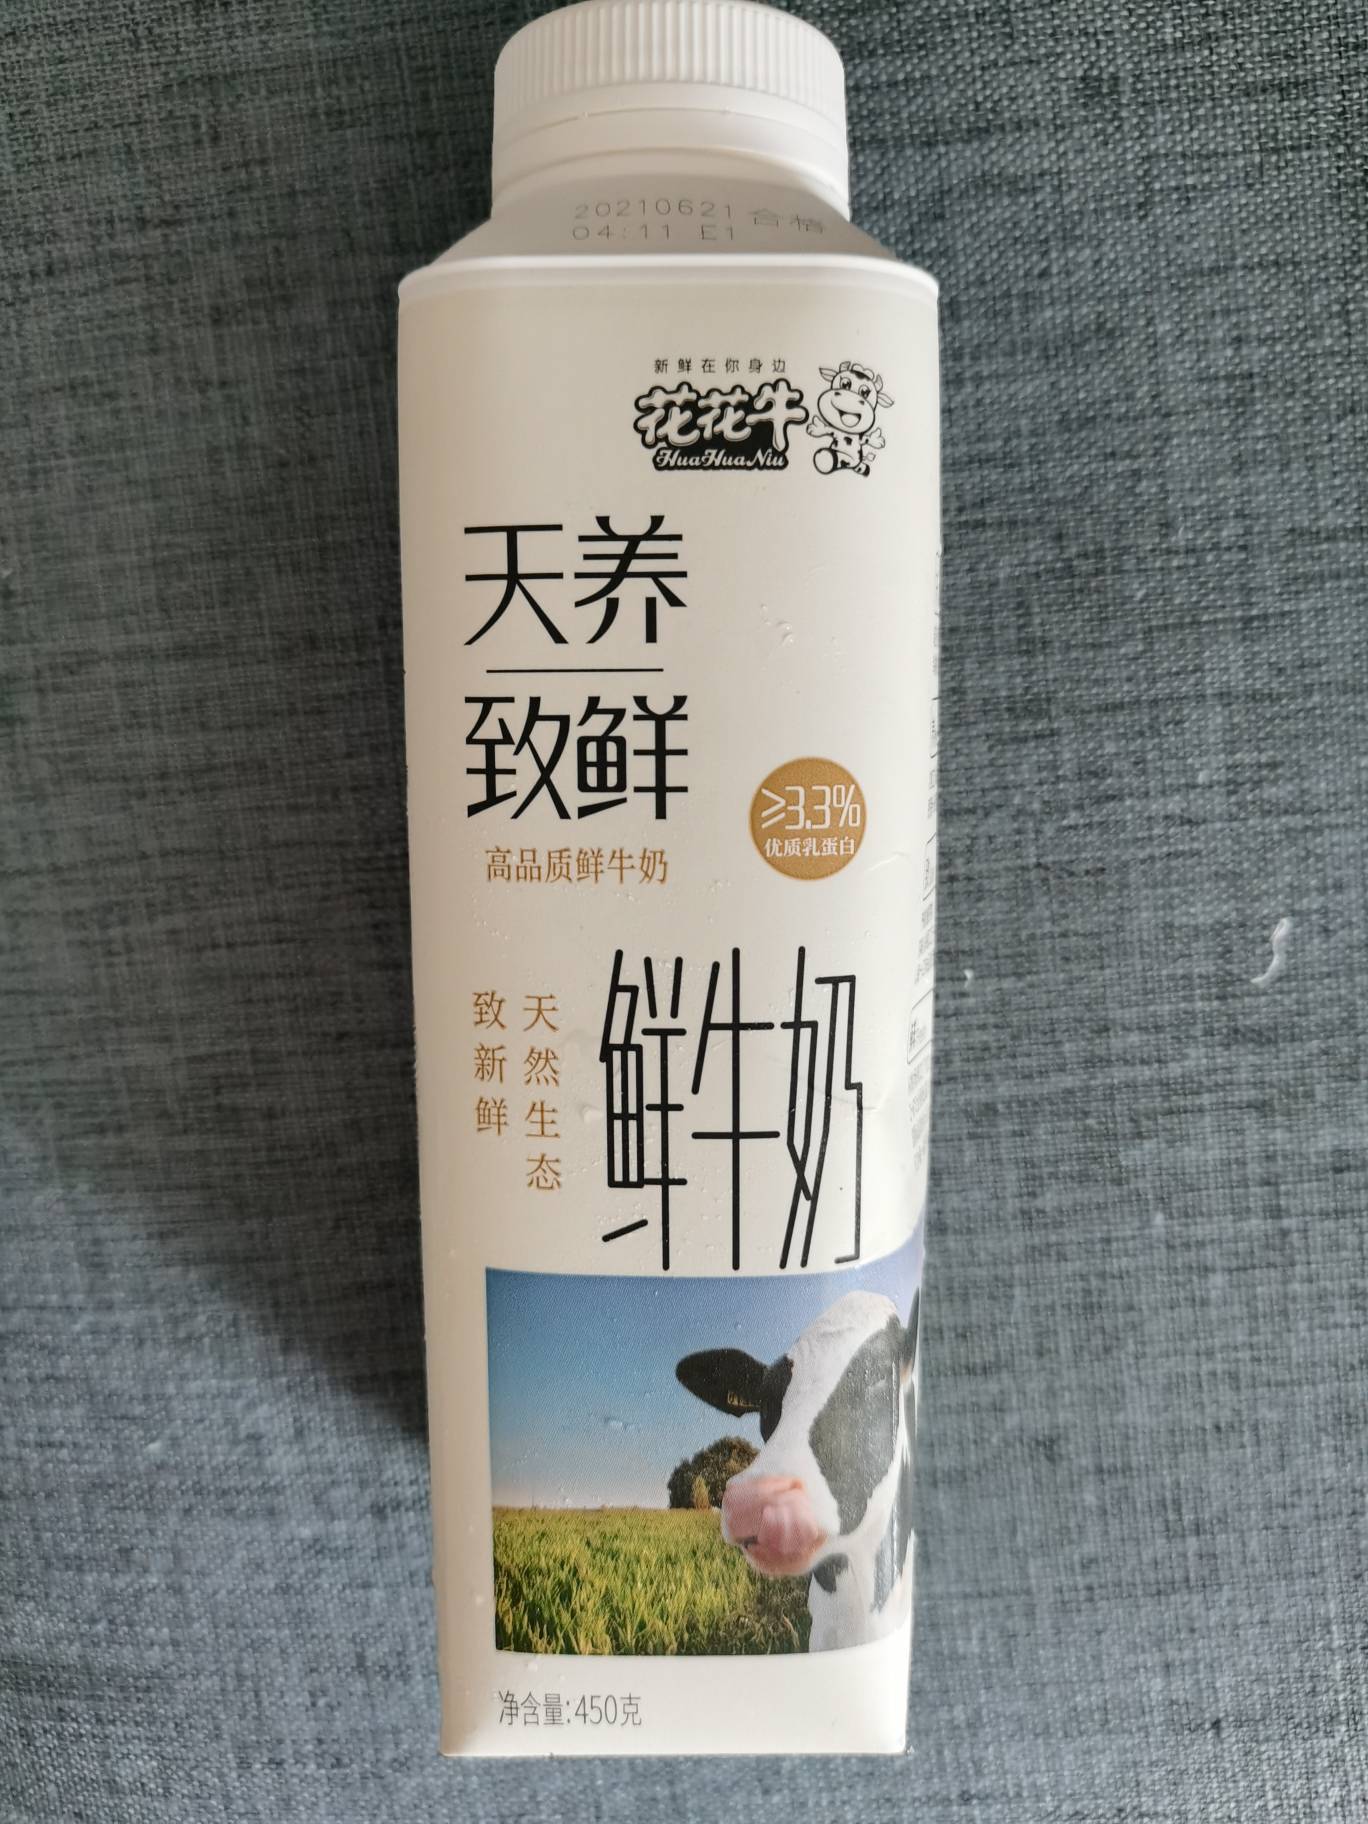 20210621 合格
04:11 E1
新鲜在你身边
花花牛
HuaHuaNiu
天养
致鲜
≥3.3%
优质乳蛋白
高品质鲜牛奶
鲜牛奶
天然生态
致新鲜
净含量:450克